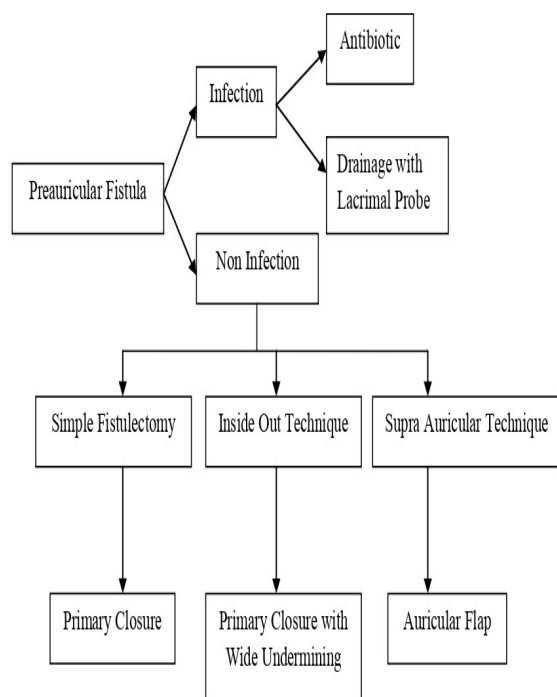 Antibiotic
Infection
Drainage with
Lacrimal Probe
Preauricular Fistula
Non Infection
Simple Fistulectomy
Inside Out Technique
Supra Auricular Technique
Primary Closure
Primary Closure with
Wide Undermining
Auricular Flap